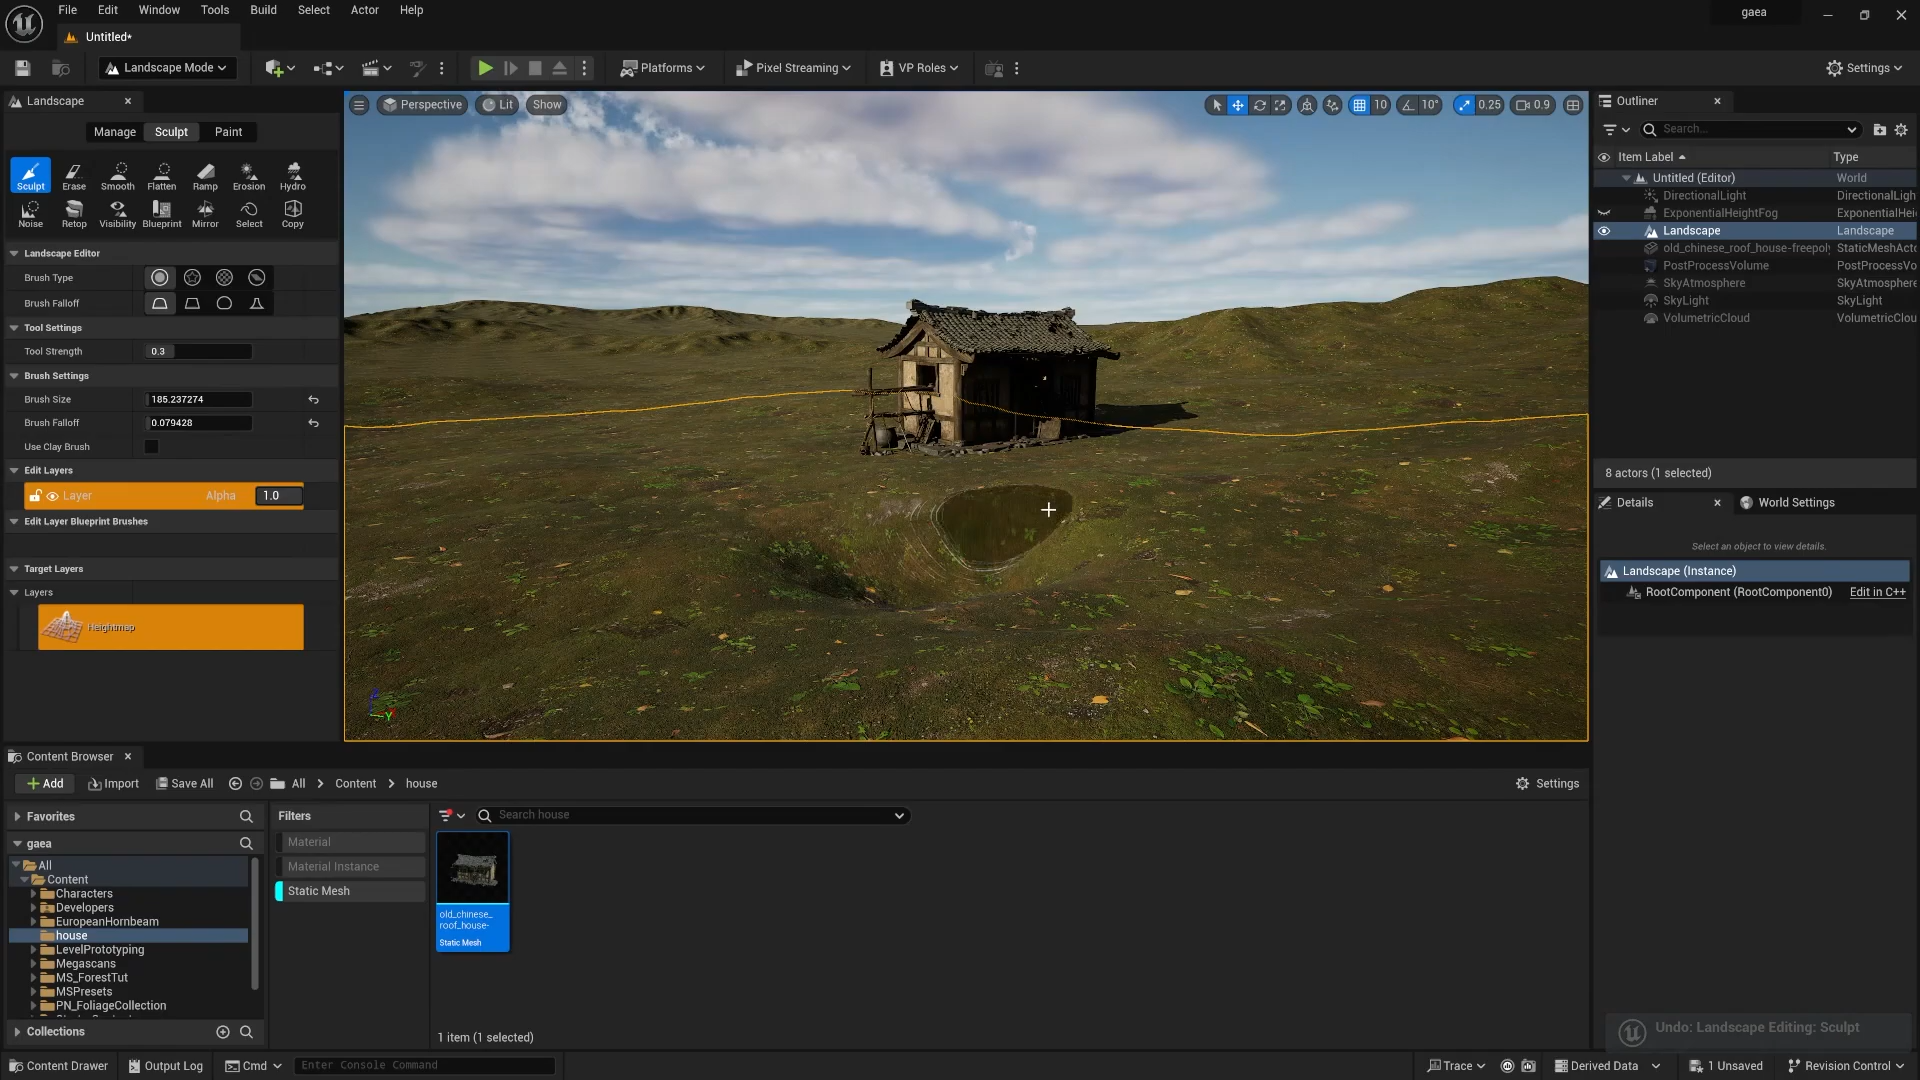 File Edit Window Tools Build Select Actor Help
gaea
Untitled*
Landscape Mode
Platforms
Pixel Streaming
VP Roles
Settings
Landscape
Manage Sculpt Paint
Sculpt Erase Smooth Flatten Ramp Erosion Hydro
Noise Retop Visibility Blueprint Mirror Select Copy
Landscape Editor
Brush Type
Brush Falloff
Tool Settings
Tool Strength 0.3
Brush Settings
Brush Size 185.237274
Brush Falloff 0.079428
Use Clay Brush
Edit Layers
Layer Alpha 1.0
Edit Layer Blueprint Brushes
Target Layers
Layers
Heightmap
Perspective Lit Show
10 10° 0.25 0.9
Y
Outliner
Search...
Item Label Type
Untitled (Editor) World
DirectionalLight DirectionalLigh
ExponentialHeightFog ExponentialHei
Landscape Landscape
old_chinese_roof_house-freepoly StaticMeshActo
PostProcessVolume PostProcessVo
SkyAtmosphere SkyAtmosphere
SkyLight SkyLight
VolumetricCloud VolumetricClou
8 actors (1 selected)
Details World Settings
Select an object to view details.
Landscape (Instance)
RootComponent (RootComponent0) Edit in C++
Content Browser
Add Import Save All All Content house Settings
Favorites
gaea
All
Content
Characters
Developers
EuropeanHornbeam
house
LevelPrototyping
Megascans
MS_ForestTut
MSPresets
PN_FoliageCollection
Collections
Filters
Material
Material Instance
Static Mesh
Search house
old_chinese_
roof_house-
Static Mesh
1 item (1 selected)
Undo: Landscape Editing: Sculpt
Content Drawer Output Log Cmd Enter Console Command Trace Derived Data 1 Unsaved Revision Control